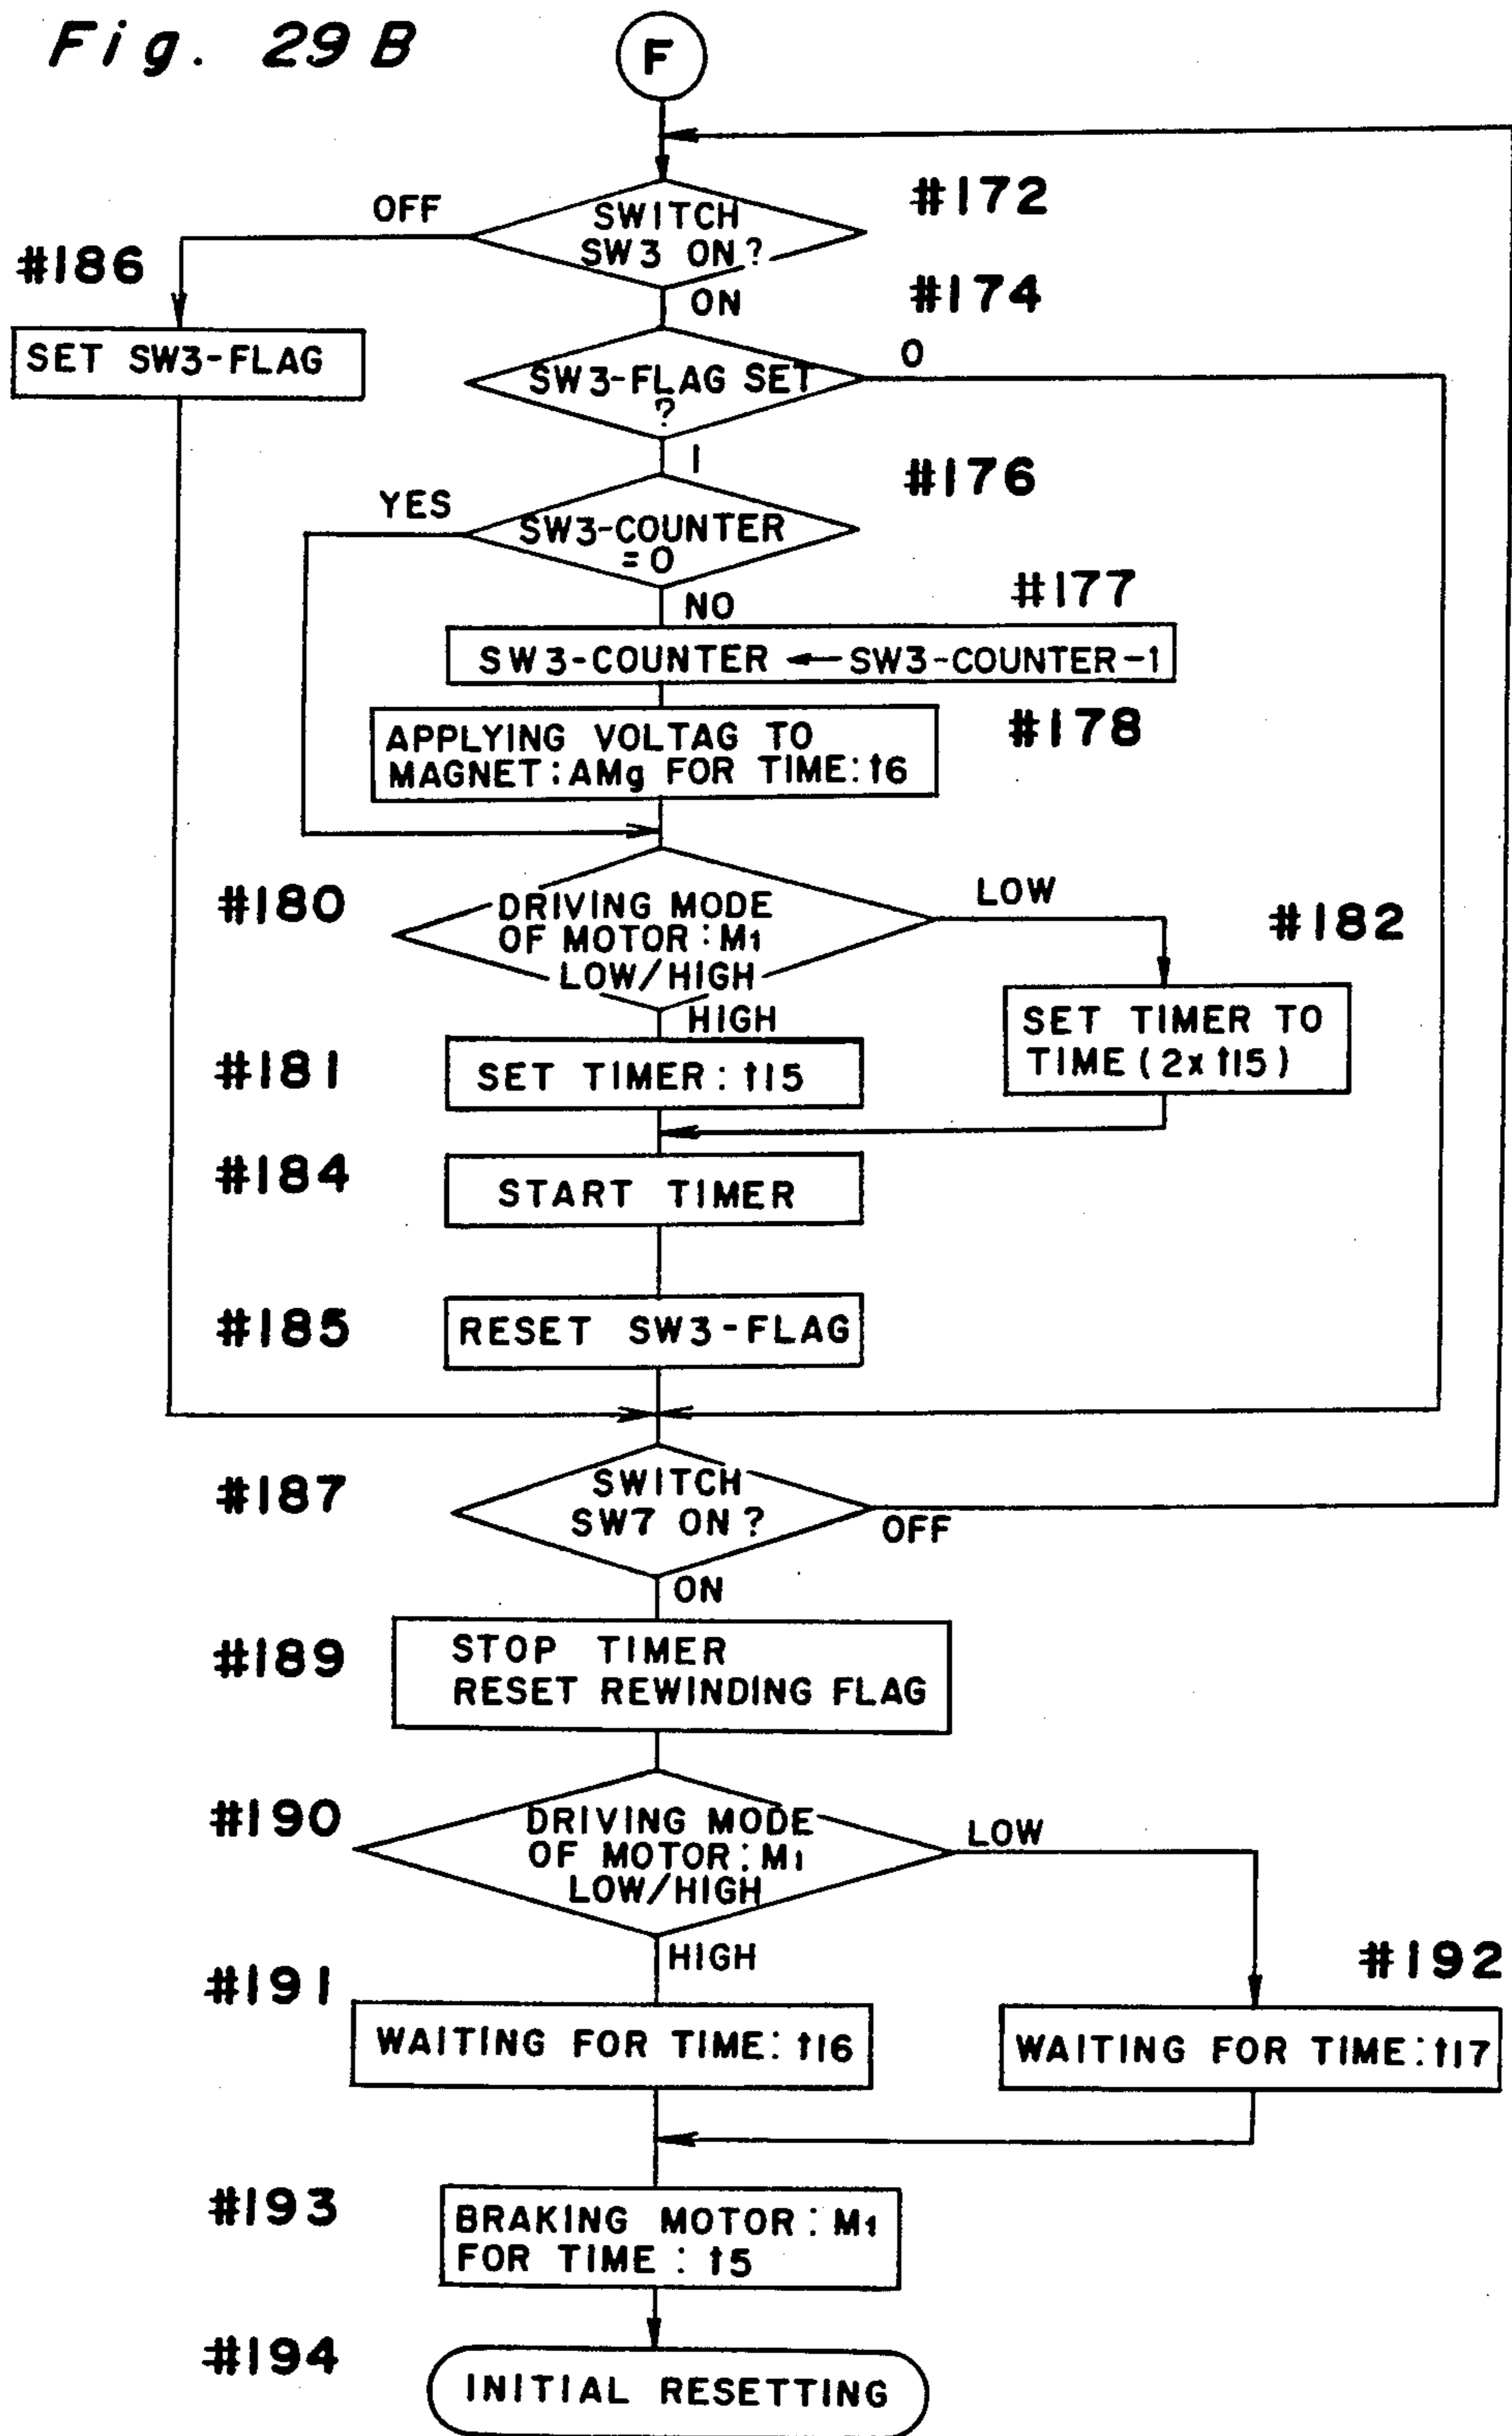 Fig. 29B
F
#172
OFF
SWITCH
SW3 ON?
#186
ON
#174
SET SW3-FLAG
SW3-FLAG SET
?
0
1
#176
YES
SW3-COUNTER
=0
NO
#177
SW3-COUNTER ← SW3-COUNTER-1
#178
APPLYING VOLTAG TO
MAGNET:AMg FOR TIME:t6
#180
DRIVING MODE
OF MOTOR:M1
LOW/HIGH
LOW
#182
HIGH
SET TIMER TO
TIME (2x t15)
#181
SET TIMER: t15
#184
START TIMER
#185
RESET SW3-FLAG
#187
SWITCH
SW7 ON?
OFF
ON
#189
STOP TIMER
RESET REWINDING FLAG
#190
DRIVING MODE
OF MOTOR:M1
LOW/HIGH
LOW
HIGH
#191
#192
WAITING FOR TIME: t16
WAITING FOR TIME:t17
#193
BRAKING MOTOR: M1
FOR TIME : t5
#194
INITIAL RESETTING